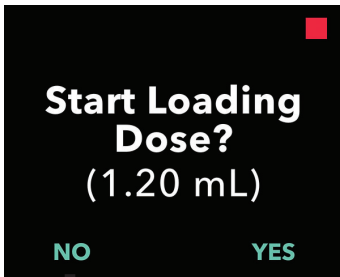 Start Loading
Dose?
(1.20 mL)
NO YES